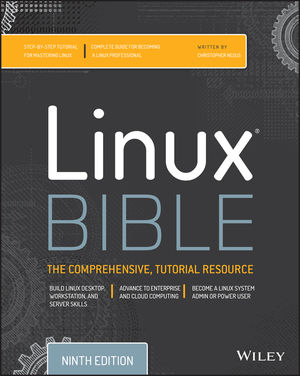 STEP-BY-STEP TUTORIAL
FOR MASTERING LINUX
COMPLETE GUIDE FOR BECOMING
A LINUX PROFESSIONAL
WRITTEN BY
CHRISTOPHER NEGUS
Linux®
BIBLE
THE COMPREHENSIVE, TUTORIAL RESOURCE
BUILD LINUX DESKTOP,
WORKSTATION, AND
SERVER SKILLS
ADVANCE TO ENTERPRISE
AND CLOUD COMPUTING
BECOME A LINUX SYSTEM
ADMIN OR POWER USER
NINTH EDITION
WILEY